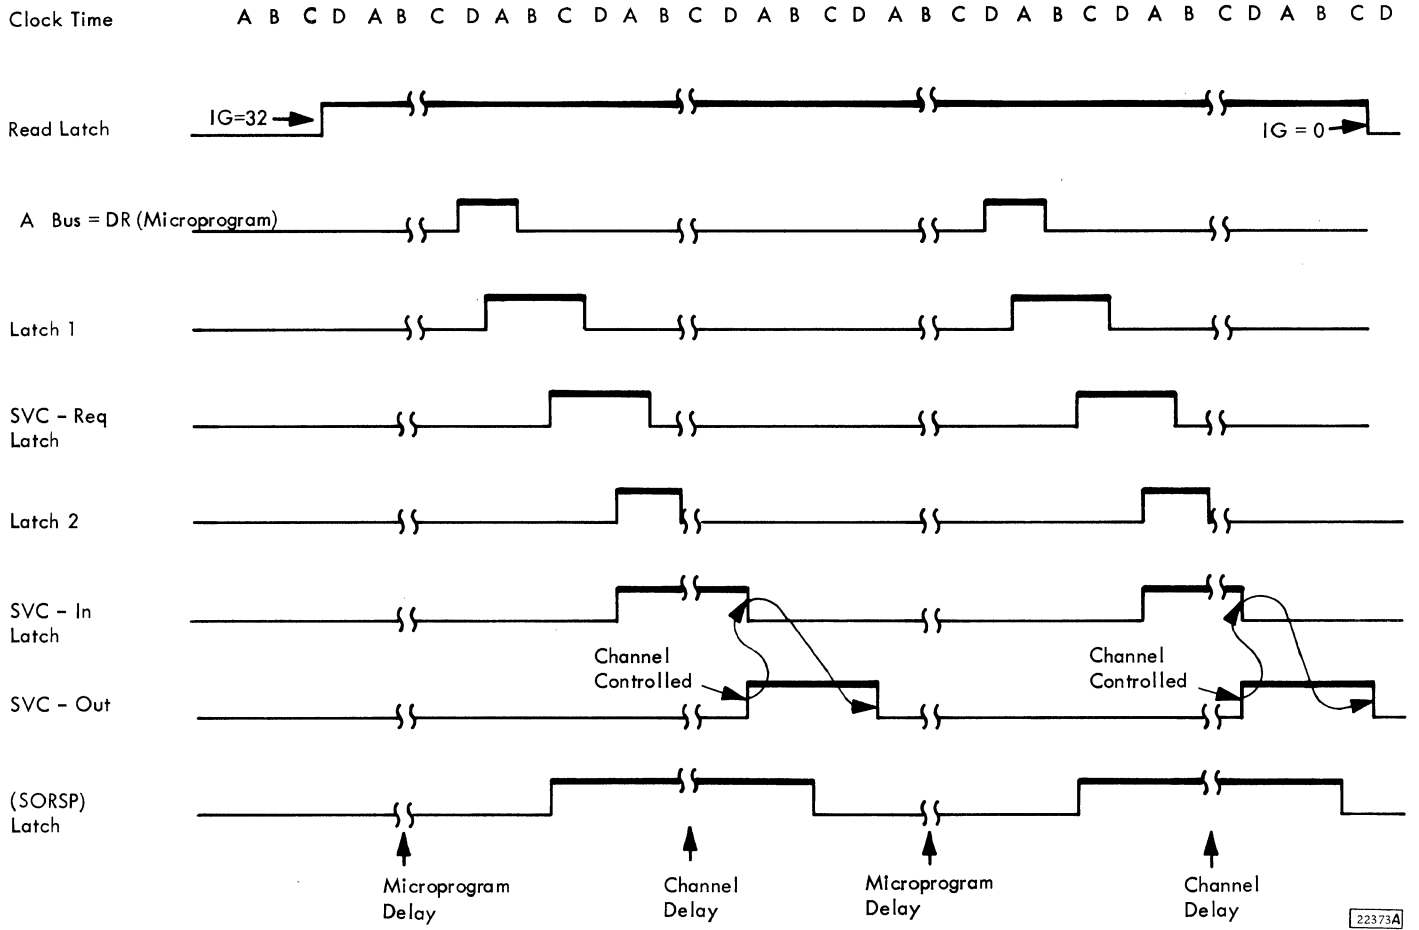 Clock Time A B C D A B C D A B C D A B C D A B C D A B C D A B C D A B C D A B C D
IG=32
Read Latch
IG = 0
A Bus = DR (Microprogram)
Latch 1
SVC – Req
Latch
Latch 2
SVC – In
Latch
Channel
Controlled
Channel
Controlled
SVC – Out
(SORSP)
Latch
Microprogram
Delay
Channel
Delay
Microprogram
Delay
Channel
Delay
22373A